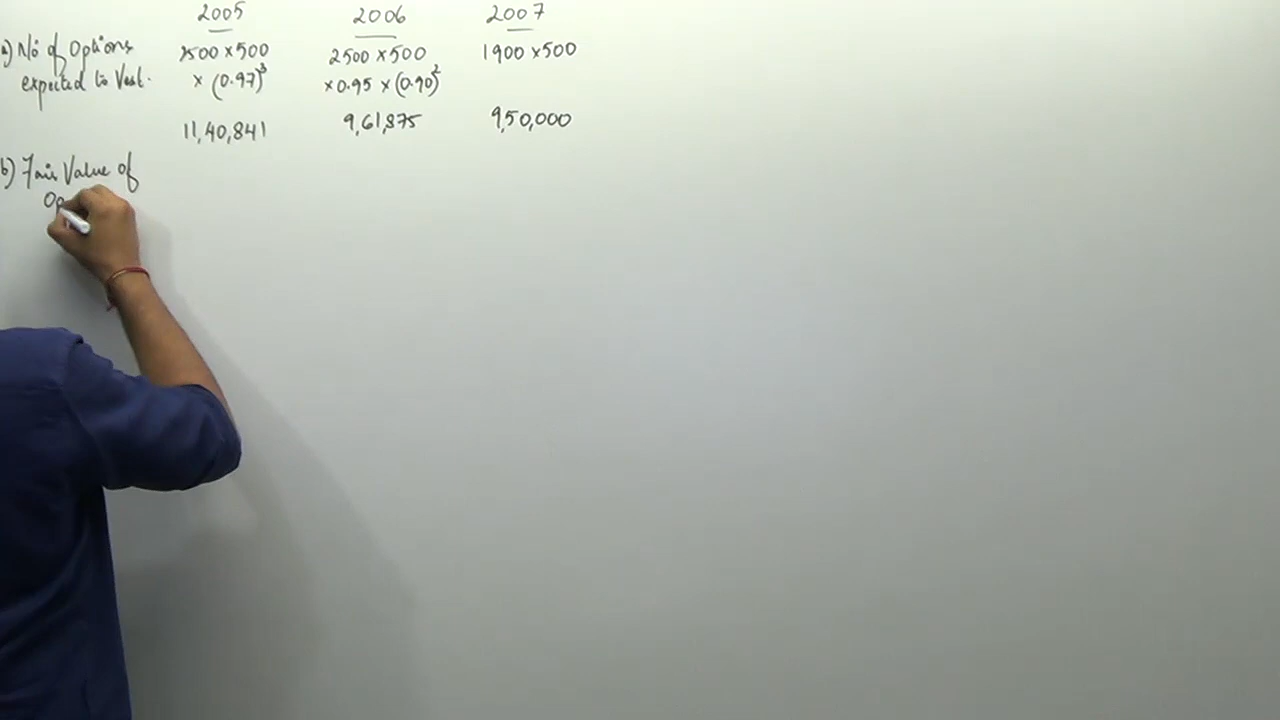 2005 2006 2007
a) No of Options 2500 x 500 2500 x 500 1900 x 500
expected to Vest. x (0.97)³ x 0.95 x (0.90)²
11,40,841 9,61,875 9,50,000
b) Fair Value of
Op